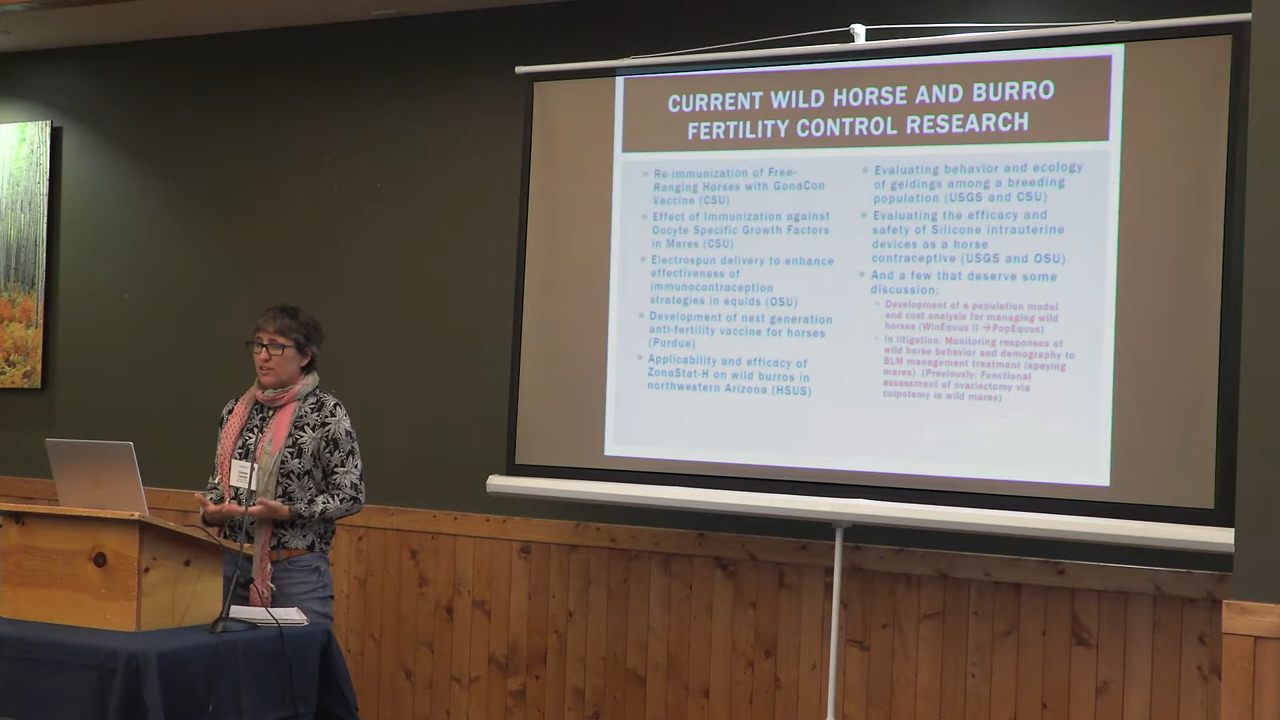 CURRENT WILD HORSE AND BURRO
FERTILITY CONTROL RESEARCH
Re-immunization of Free-
Ranging Horses with GonaCon
Vaccine (CSU)
Effect of Immunization against
Oocyte Specific Growth Factors
in Mares (CSU)
Electrospun delivery to enhance
effectiveness of
immunocontraception
strategies in equids (OSU)
Development of next generation
anti-fertility vaccine for horses
(Purdue)
Applicability and efficacy of
ZonaStat-H on wild burros in
northwestern Arizona (HSUS)
Evaluating behavior and ecology
of geldings among a breeding
population (USGS and CSU)
Evaluating the efficacy and
safety of Silicone intrauterine
devices as a horse
contraceptive (USGS and OSU)
And a few that deserve some
discussion:
Development of a population model
and cost analysis for managing wild
horses (WinEquus II →PopEquus)
In litigation: Monitoring responses of
wild horse behavior and demography to
BLM management treatment (spaying
mares). (Previously: Functional
assessment of ovariectomy via
colpotomy in wild mares)